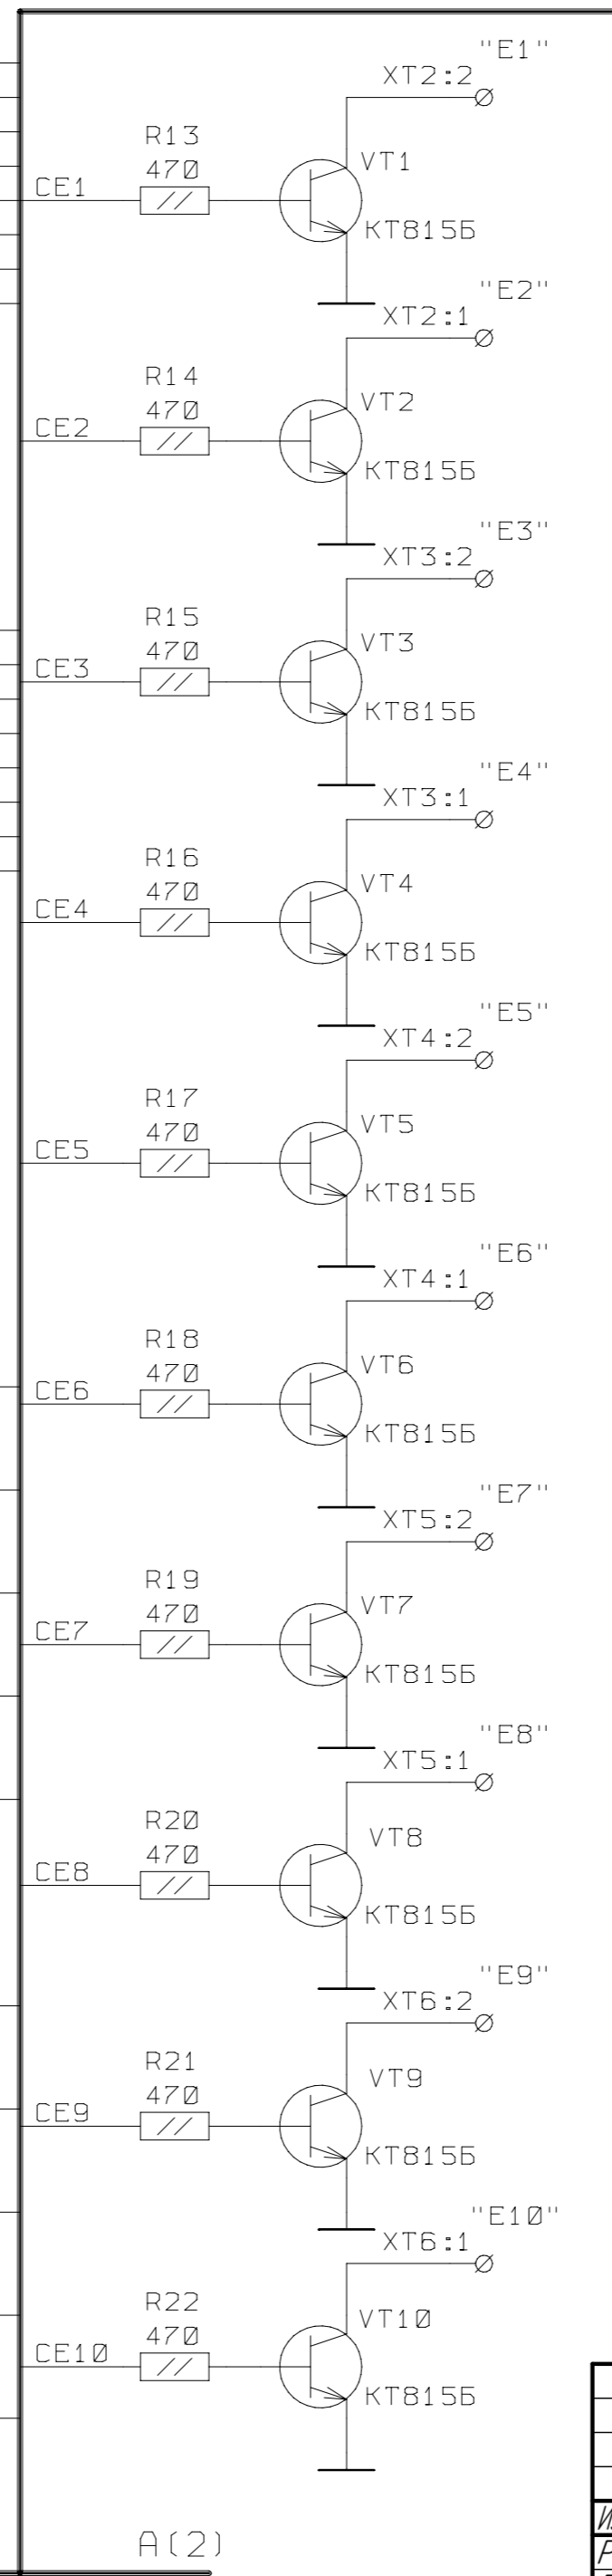 "E1"
XT2:2
R13
470
VT1
CE1
КТ815Б
"E2"
XT2:1
R14
470
VT2
CE2
КТ815Б
"E3"
XT3:2
R15
470
VT3
CE3
КТ815Б
"E4"
XT3:1
R16
470
VT4
CE4
КТ815Б
"E5"
XT4:2
R17
470
VT5
CE5
КТ815Б
"E6"
XT4:1
R18
470
VT6
CE6
КТ815Б
"E7"
XT5:2
R19
470
VT7
CE7
КТ815Б
"E8"
XT5:1
R20
470
VT8
CE8
КТ815Б
"E9"
XT6:2
R21
470
VT9
CE9
КТ815Б
"E10"
XT6:1
R22
470
VT10
CE10
КТ815Б
A(2)